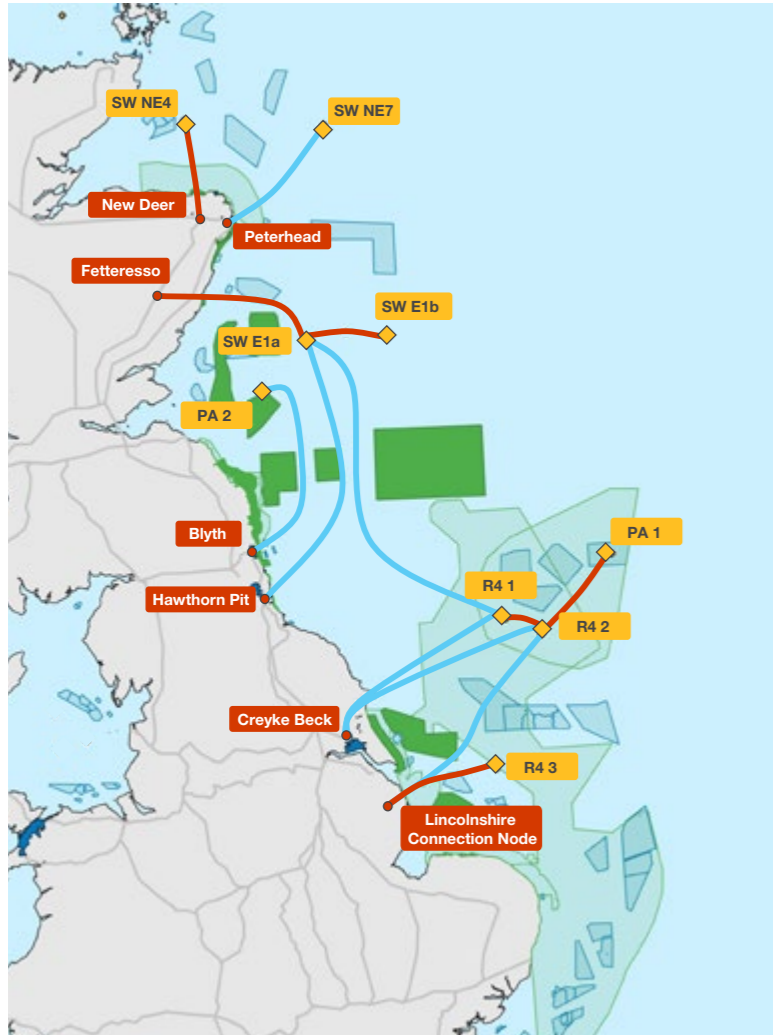 SW NE4
SW NE7
New Deer
Peterhead
Fetteresso
SW E1b
SW E1a
PA 2
Blyth
PA 1
R4 1
Hawthorn Pit
R4 2
Creyke Beck
R4 3
Lincolnshire
Connection Node